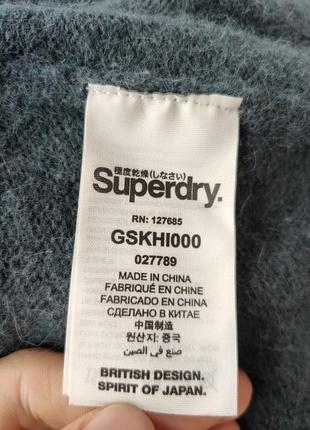 極度乾燥(しなさい)
Superdry.
RN: 127685
GSKHI000
027789
MADE IN CHINA
FABRIQUÉ EN CHINE
FABRICADO EN CHINA
СДЕЛАНО В КИТАЕ
中国制造
원산지: 중국
صنع في الصين
BRITISH DESIGN.
SPIRIT OF JAPAN.